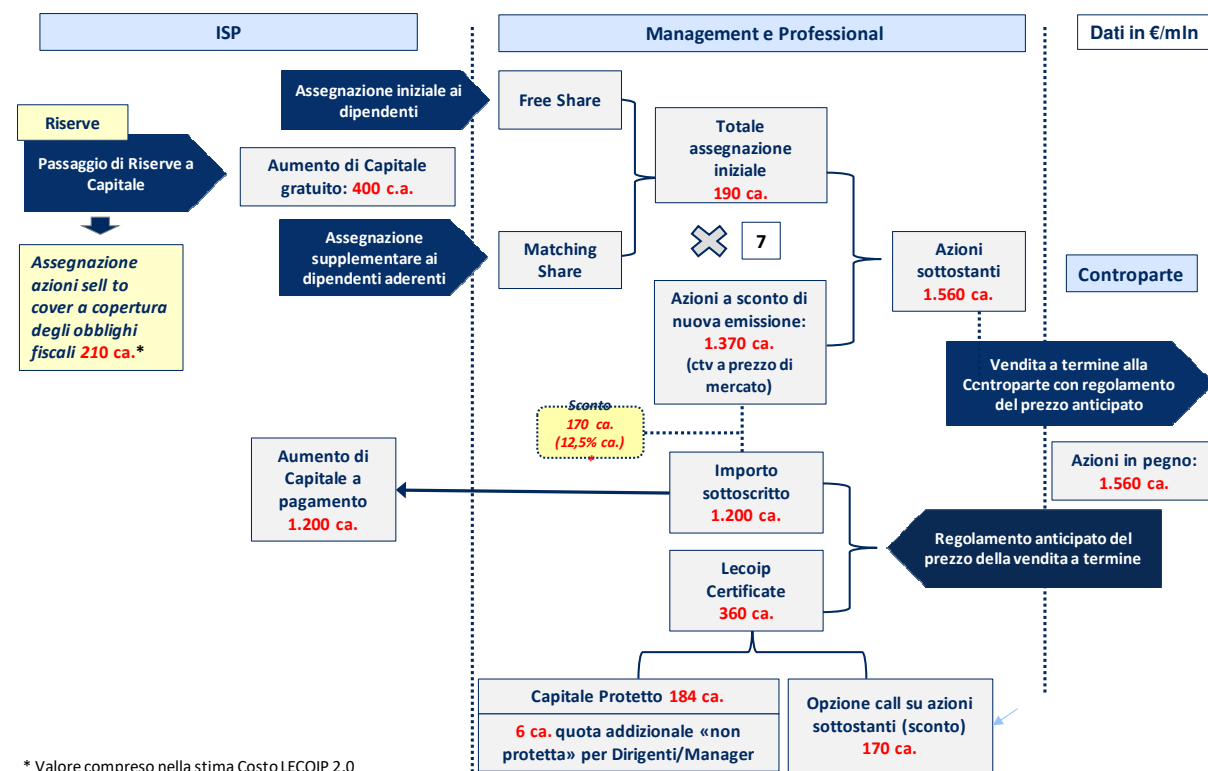 ISP
Management e Professional
Dati in €/mln
Assegnazione iniziale ai
dipendenti
Free Share
Riserve
Passaggio di Riserve a
Capitale
Aumento di Capitale
gratuito: 400 c.a.
Totale
assegnazione
iniziale
190 ca.
Assegnazione
supplementare ai
dipendenti aderenti
Matching
Share
7
Azioni
sottostanti
1.560 ca.
Controparte
Assegnazione
azioni sell to
cover a copertura
degli obblighi
fiscali 210 ca.*
Azioni a sconto di
nuova emissione:
1.370 ca.
(ctv a prezzo di
mercato)
Vendita a termine alla
Ccntroparte con regolamento
del prezzo anticipato
Sconto
170 ca.
(12,5% ca.)
*
Aumento di
Capitale a
pagamento
1.200 ca.
Importo
sottoscritto
1.200 ca.
Azioni in pegno:
1.560 ca.
Regolamento anticipato del
prezzo della vendita a termine
Lecoip
Certificate
360 ca.
Capitale Protetto 184 ca.
6 ca. quota addizionale «non
protetta» per Dirigenti/Manager
Opzione call su azioni
sottostanti (sconto)
170 ca.
* Valore compreso nella stima Costo LECOIP 2.0